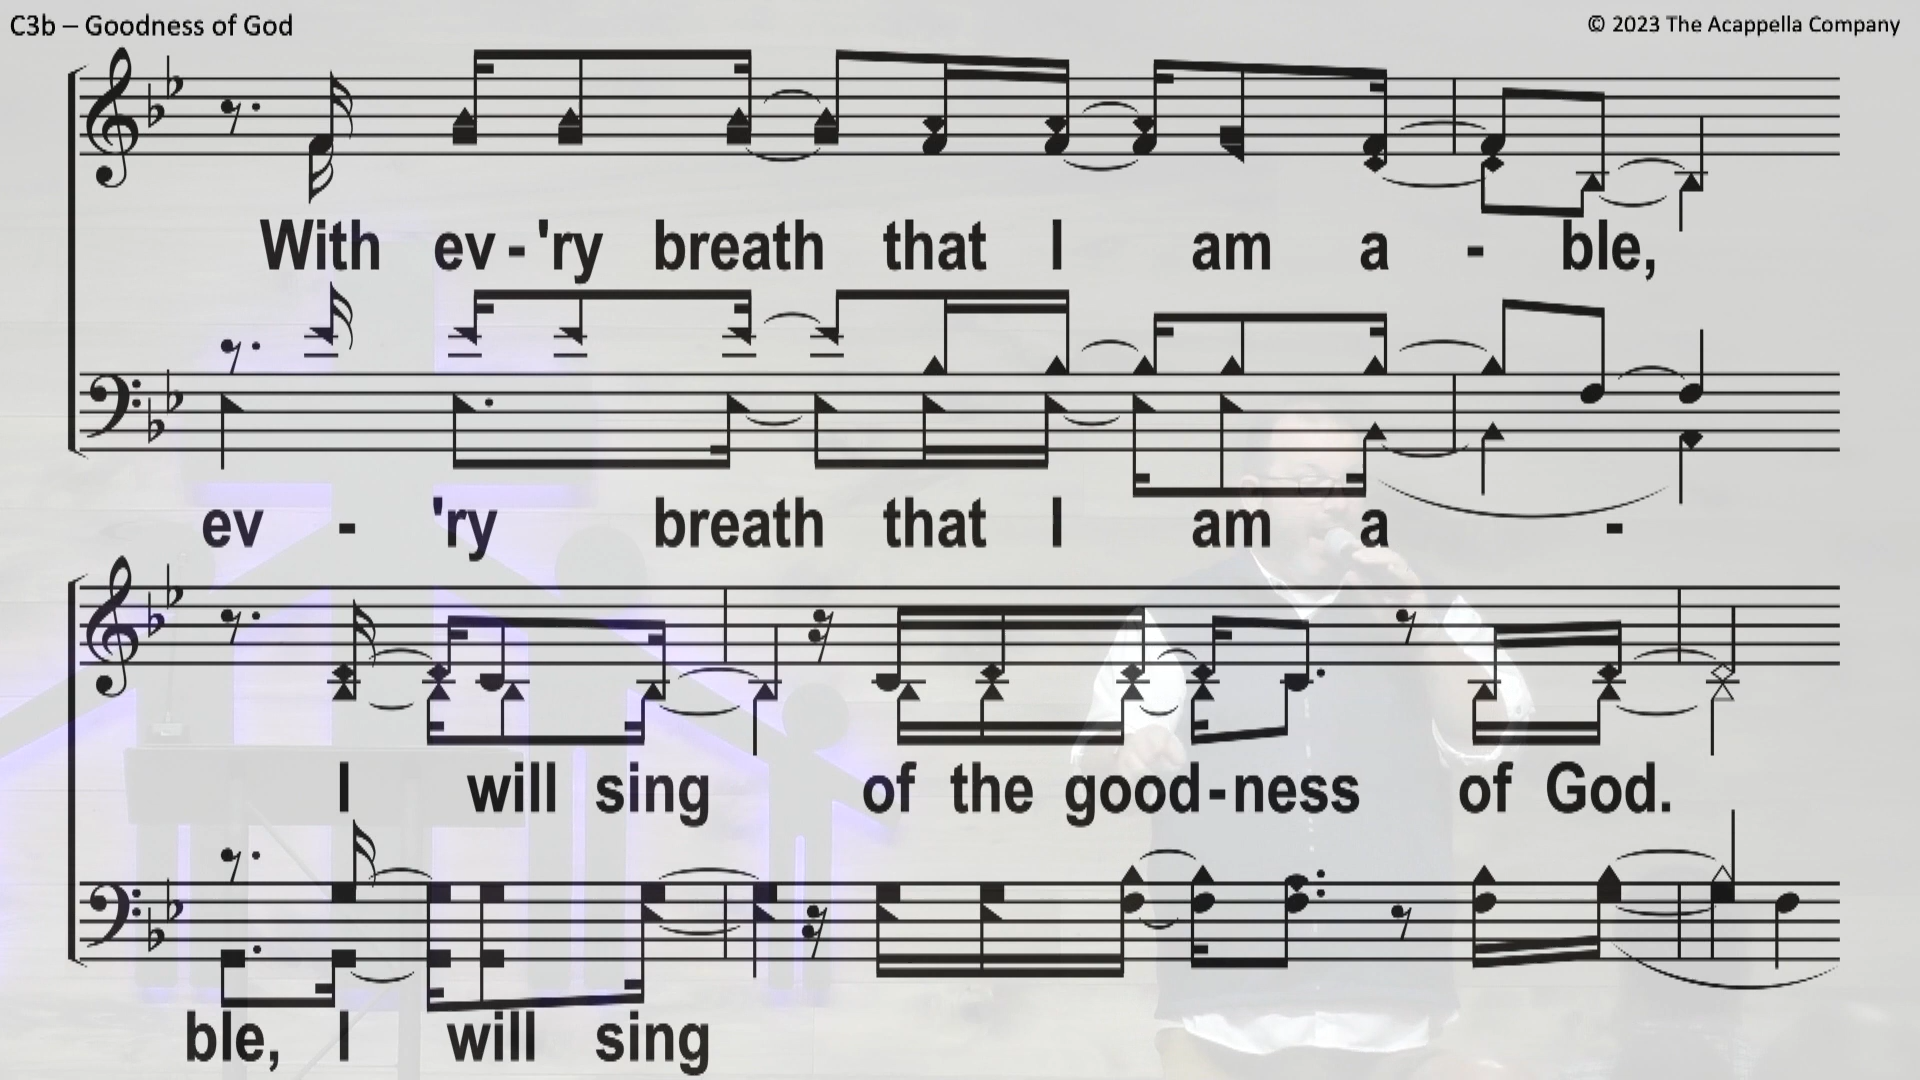 C3b – Goodness of God
© 2023 The Acappella Company
With ev - 'ry breath that I am a - ble,
ev - 'ry breath that I am a -
I will sing of the good - ness of God.
ble, I will sing